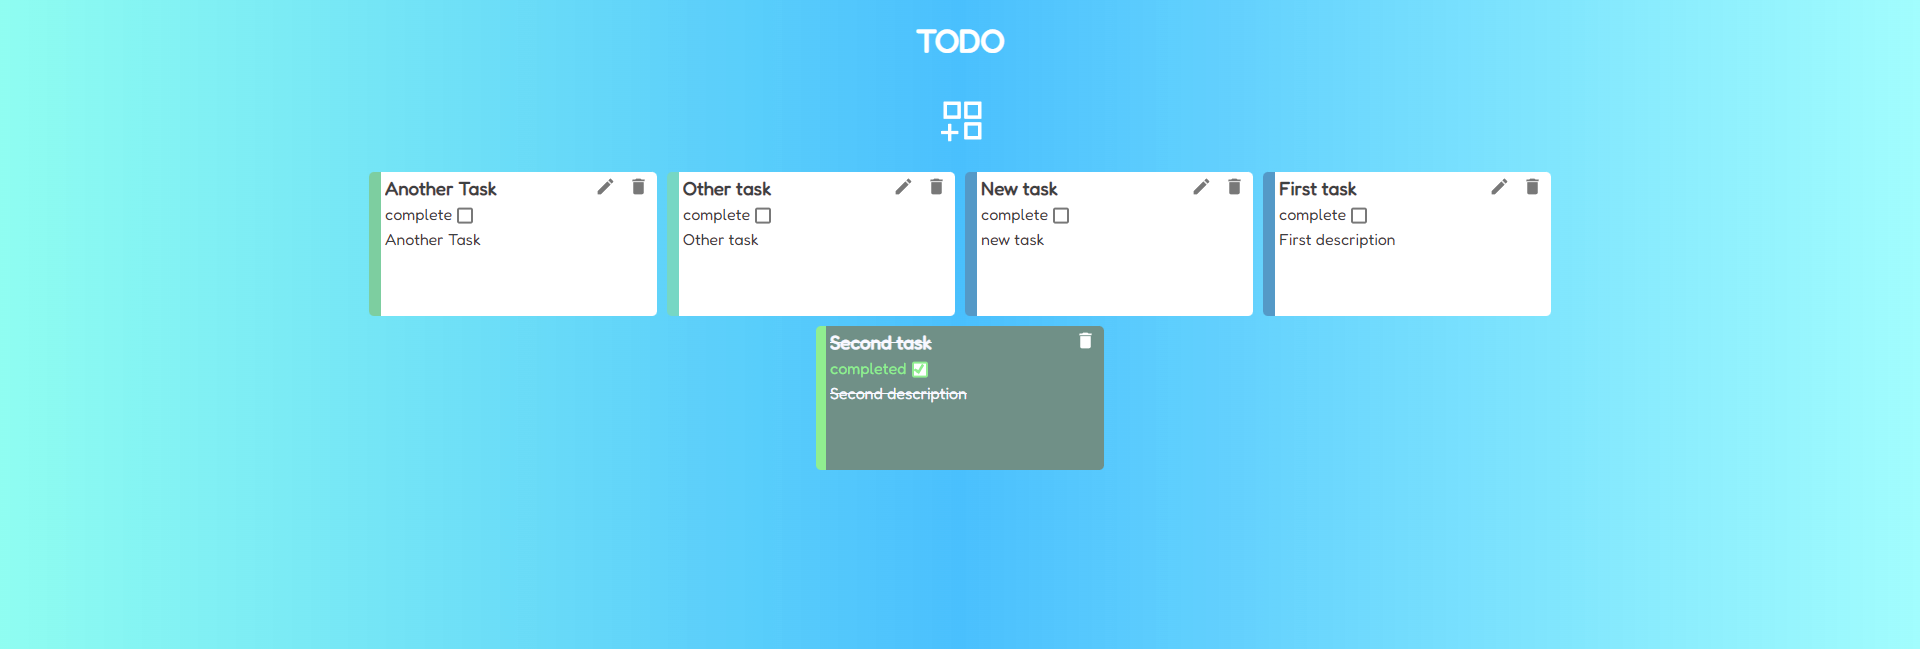 TODO
Another Task
complete
Another Task
Other task
complete
Other task
New task
complete
new task
First task
complete
First description
Second task
completed
Second description